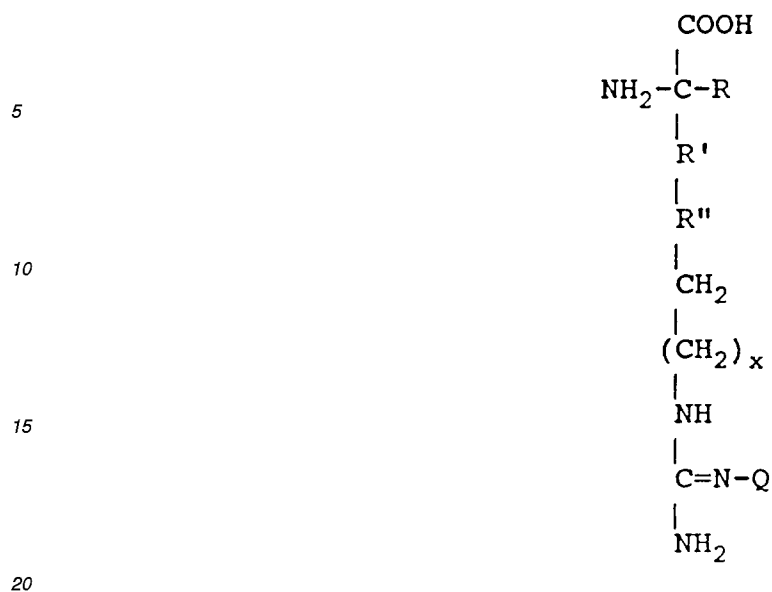 COOH
NH2-C-R
5
R'
R"
10
CH2
(CH2)x
15
NH
C=N-Q
NH2
20